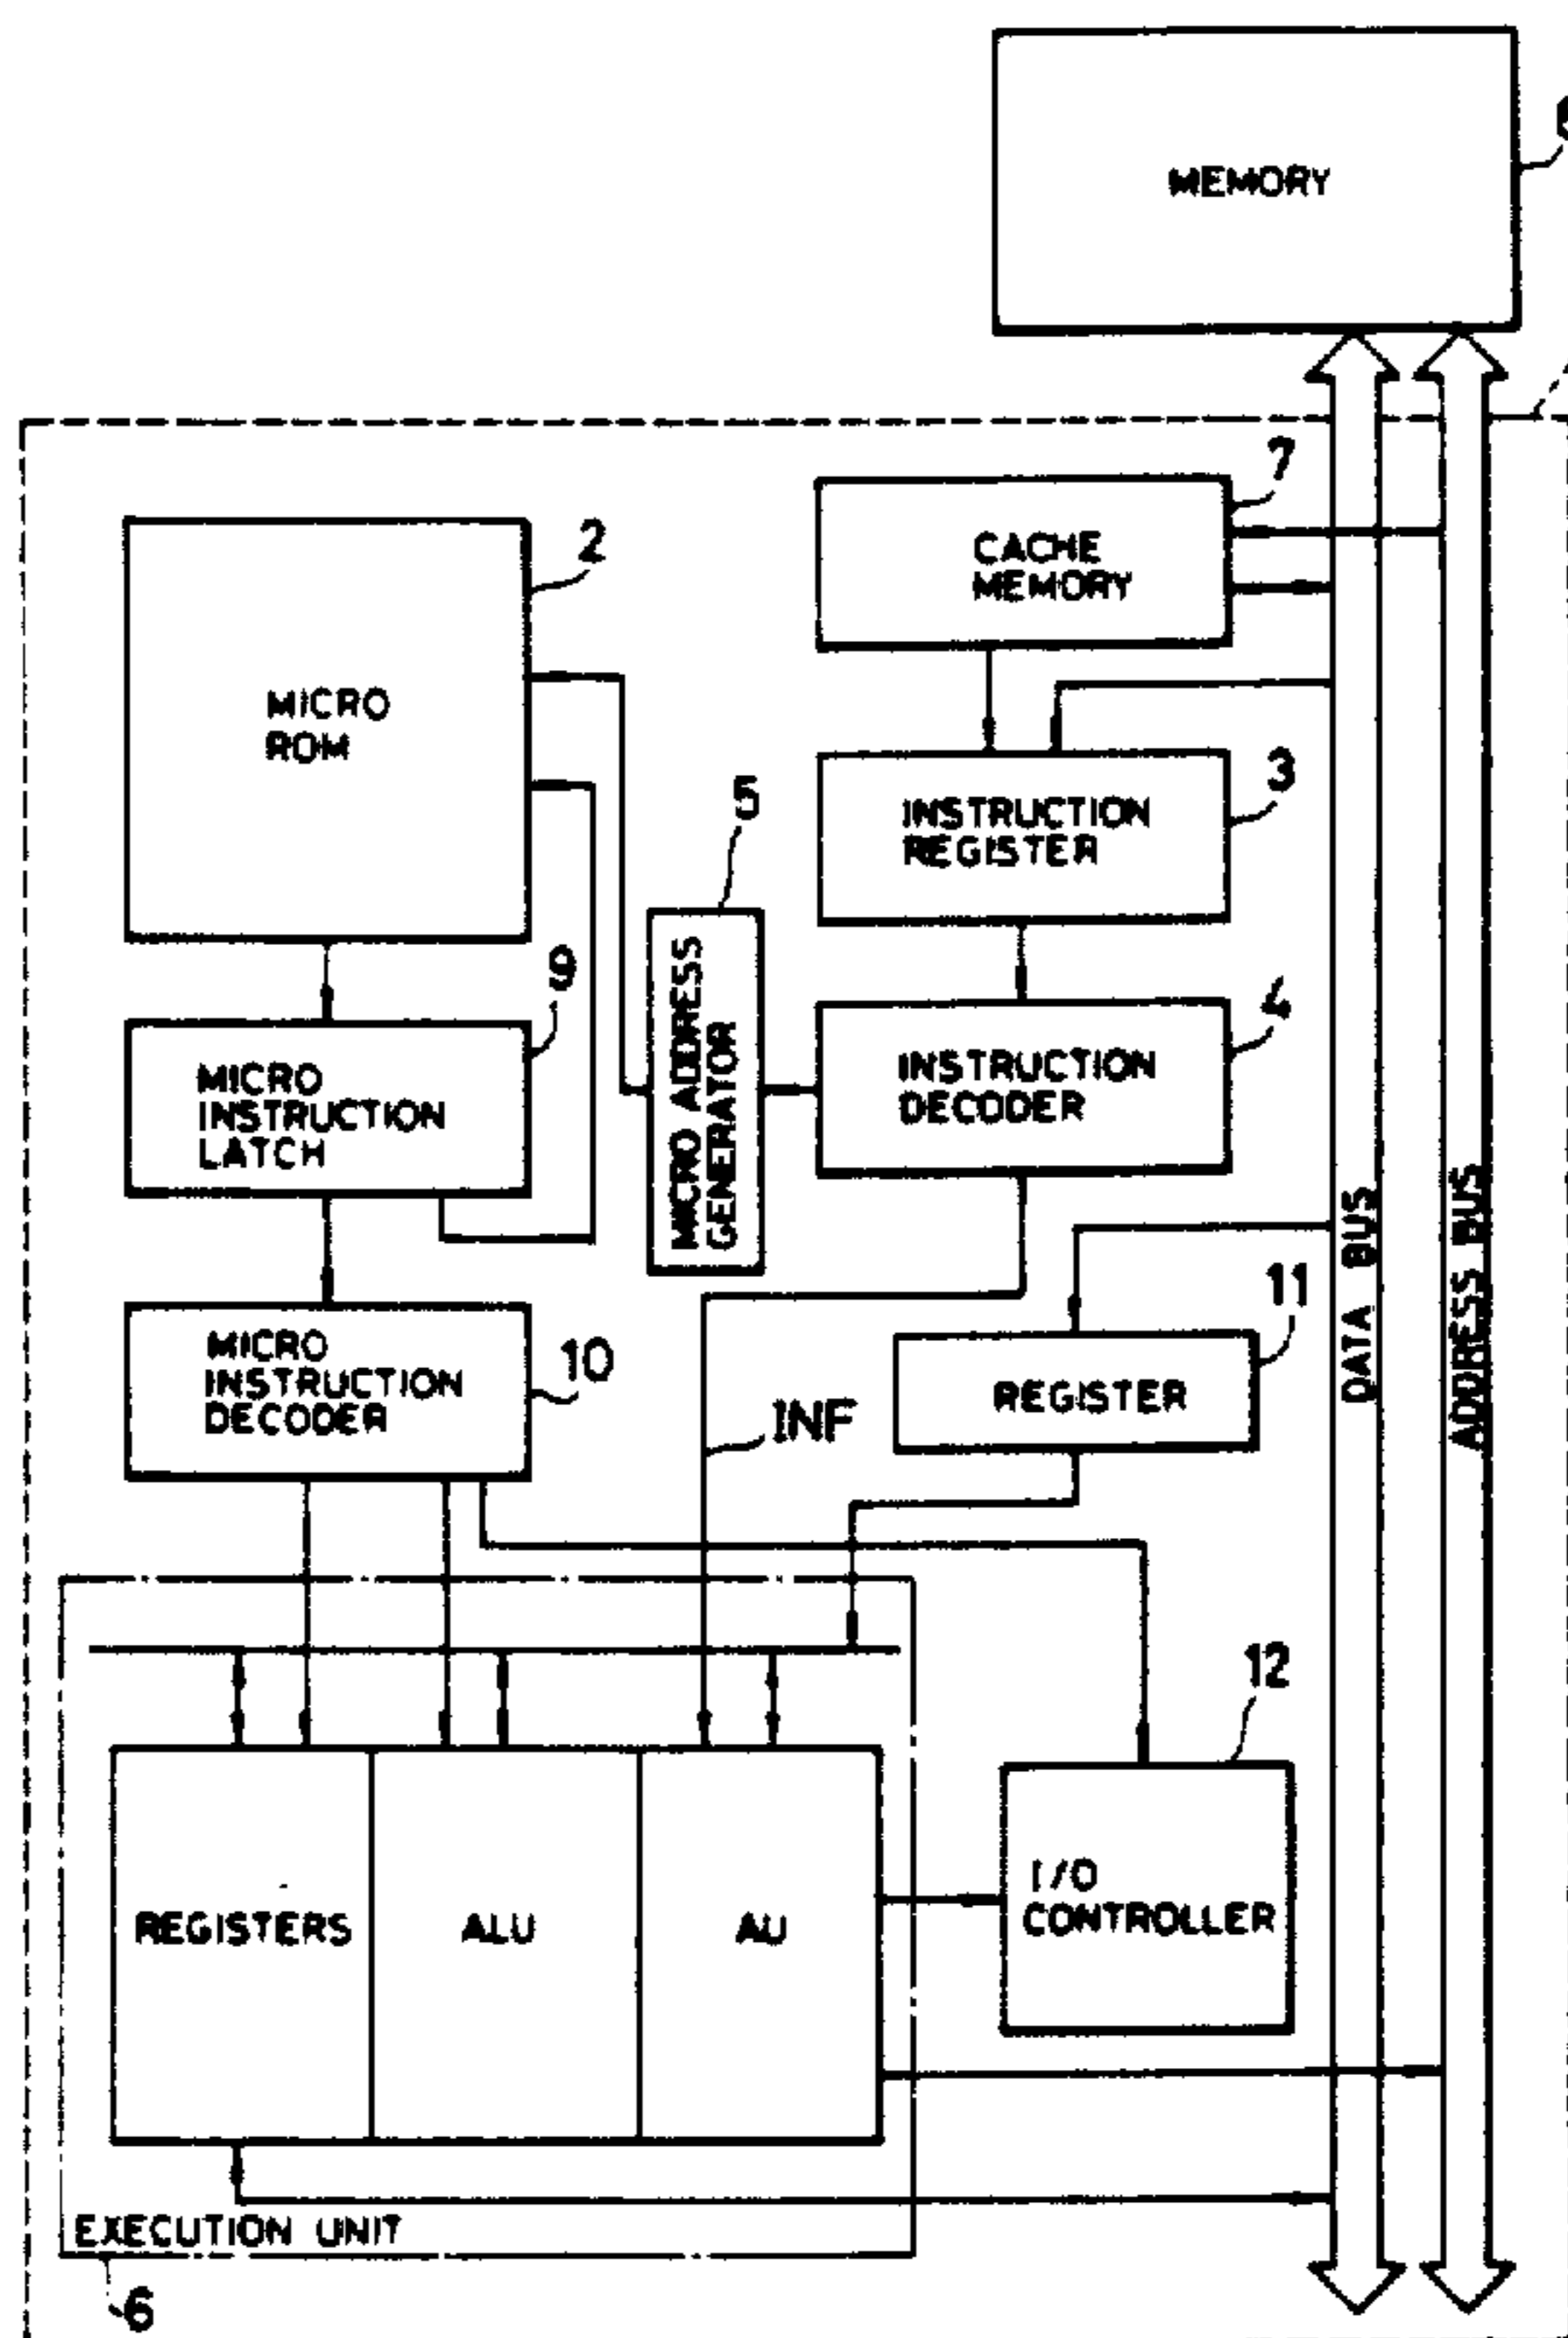 MEMORY
7
CACHE
MEMORY
2
MICRO
ROM
3
INSTRUCTION
REGISTER
5
MICRO ADDRESS
GENERATOR
9
MICRO
INSTRUCTION
LATCH
4
INSTRUCTION
DECODER
DATA BUS
ADDRESS BUS
11
REGISTER
10
MICRO
INSTRUCTION
DECODER
INF
12
I/O
CONTROLLER
REGISTERS
ALU
AU
EXECUTION UNIT
6